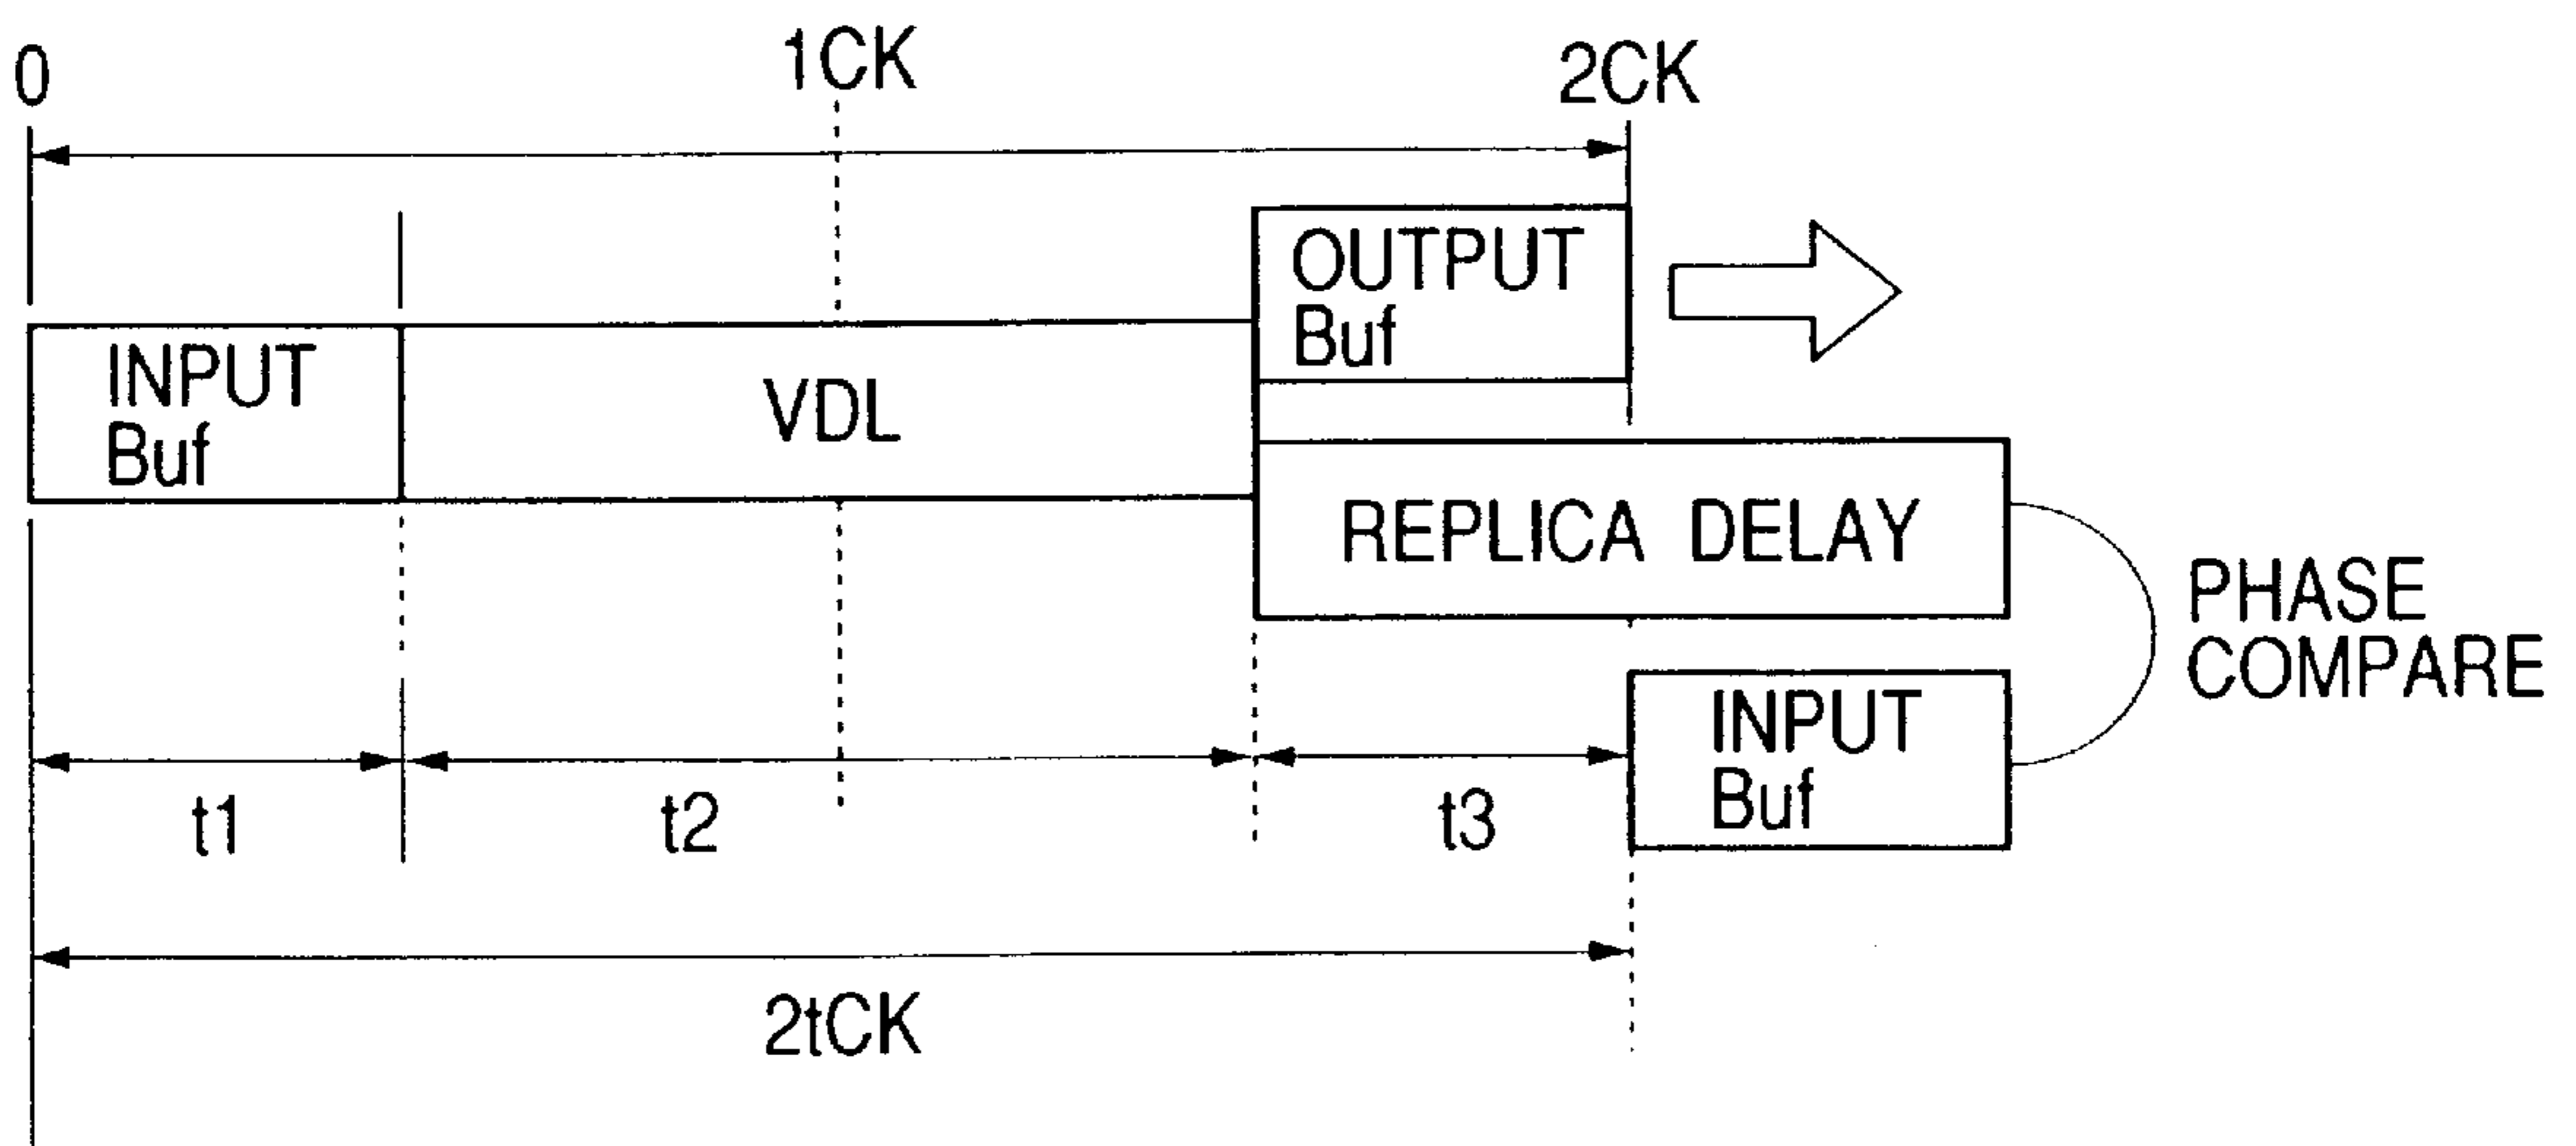 0
1CK
2CK
OUTPUT
Buf
INPUT
Buf
VDL
REPLICA DELAY
PHASE
COMPARE
INPUT
Buf
t1
t2
t3
2tCK